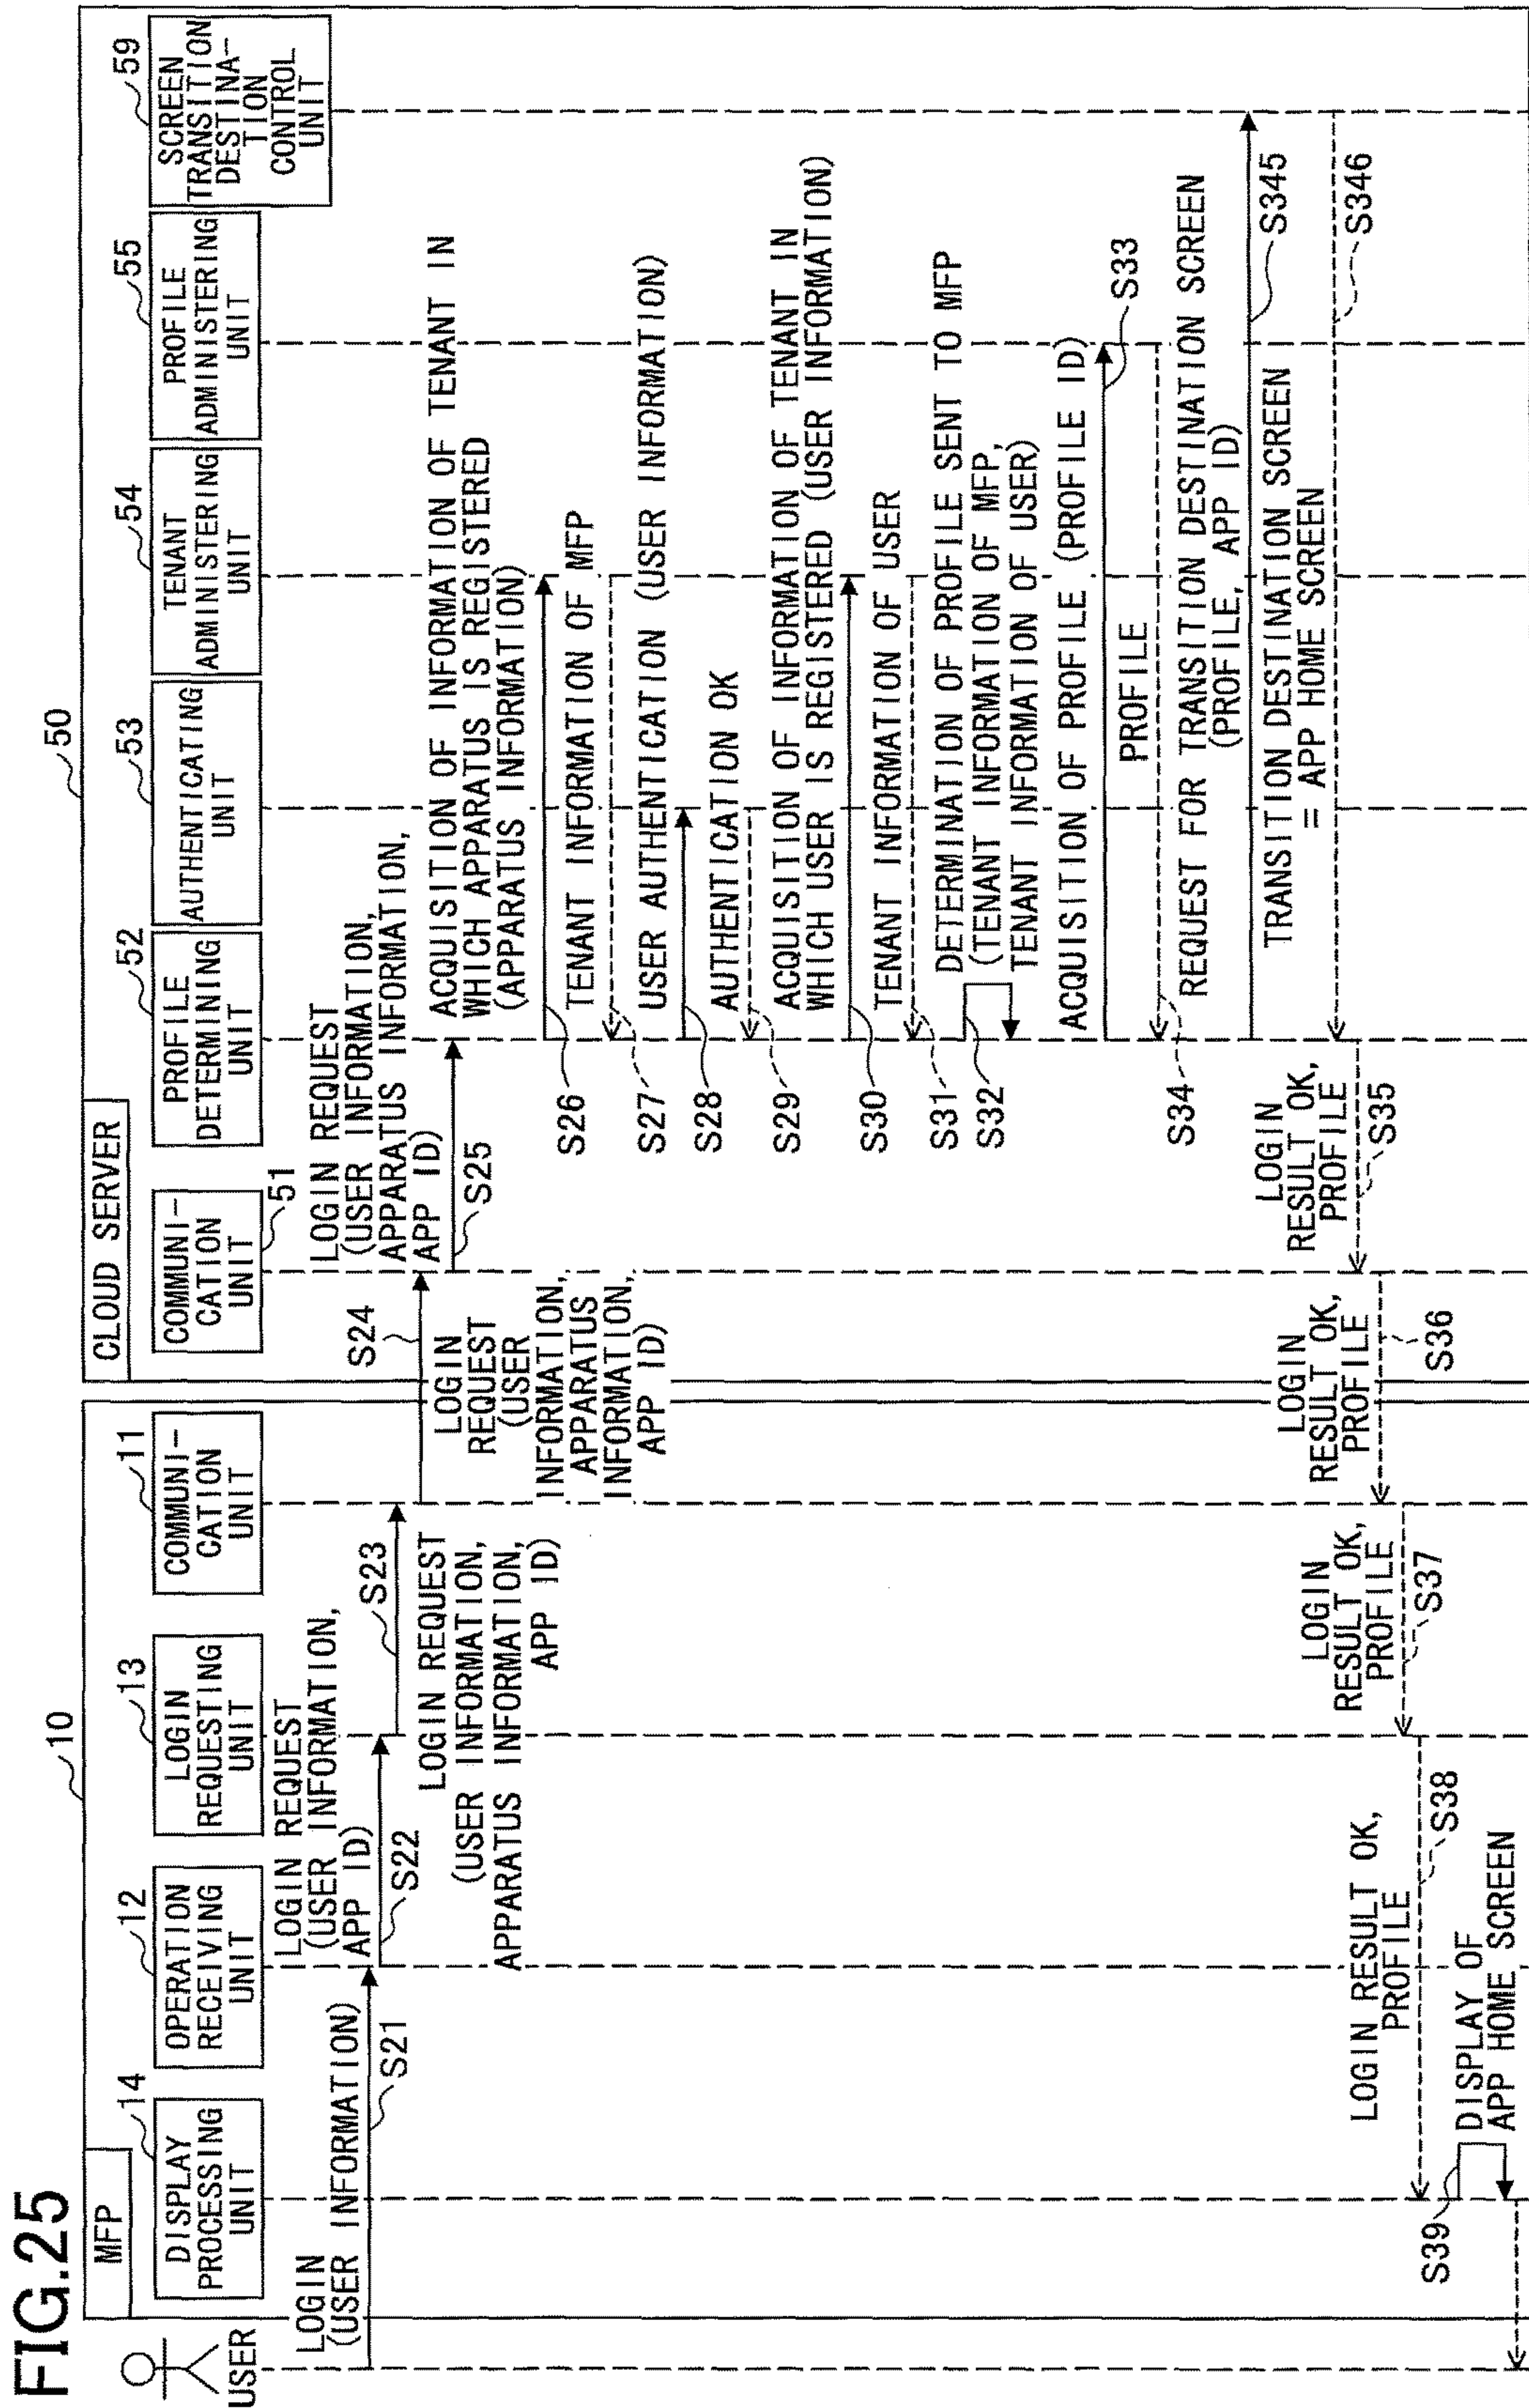 FIG.25
USER
MFP
10
DISPLAY
PROCESSING
UNIT
14
OPERATION
RECEIVING
UNIT
12
LOGIN
REQUESTING
UNIT
13
COMMUNI-
CATION
UNIT
11
CLOUD SERVER
50
COMMUNI-
CATION
UNIT
51
PROFILE
DETERMINING
UNIT
52
AUTHENTICATING
UNIT
53
TENANT
ADMINISTERING
UNIT
54
PROFILE
ADMINISTERING
UNIT
55
SCREEN
TRANSITION
DESTINA-
TION
CONTROL
UNIT
59
LOGIN
(USER INFORMATION)
S21
LOGIN REQUEST
(USER INFORMATION,
APP ID)
S22
S23
LOGIN REQUEST
(USER INFORMATION,
APPARATUS INFORMATION,
APP ID)
S24
LOGIN
REQUEST
(USER
INFORMATION,
APPARATUS
INFORMATION,
APP ID)
LOGIN REQUEST
(USER INFORMATION,
APPARATUS INFORMATION,
APP ID)
S25
ACQUISITION OF INFORMATION OF TENANT IN
WHICH APPARATUS IS REGISTERED
(APPARATUS INFORMATION)
S26
TENANT INFORMATION OF MFP
S27
USER AUTHENTICATION (USER INFORMATION)
S28
AUTHENTICATION OK
S29
ACQUISITION OF INFORMATION OF TENANT IN
WHICH USER IS REGISTERED (USER INFORMATION)
S30
TENANT INFORMATION OF USER
S31
DETERMINATION OF PROFILE SENT TO MFP
(TENANT INFORMATION OF MFP,
TENANT INFORMATION OF USER)
S32
ACQUISITION OF PROFILE (PROFILE ID)
S33
PROFILE
S34
REQUEST FOR TRANSITION DESTINATION SCREEN
(PROFILE, APP ID)
S345
TRANSITION DESTINATION SCREEN
= APP HOME SCREEN
S346
LOGIN
RESULT OK,
PROFILE
S35
LOGIN
RESULT OK,
PROFILE
S36
LOGIN
RESULT OK,
PROFILE
S37
LOGIN RESULT OK,
PROFILE
S38
DISPLAY OF
APP HOME SCREEN
S39